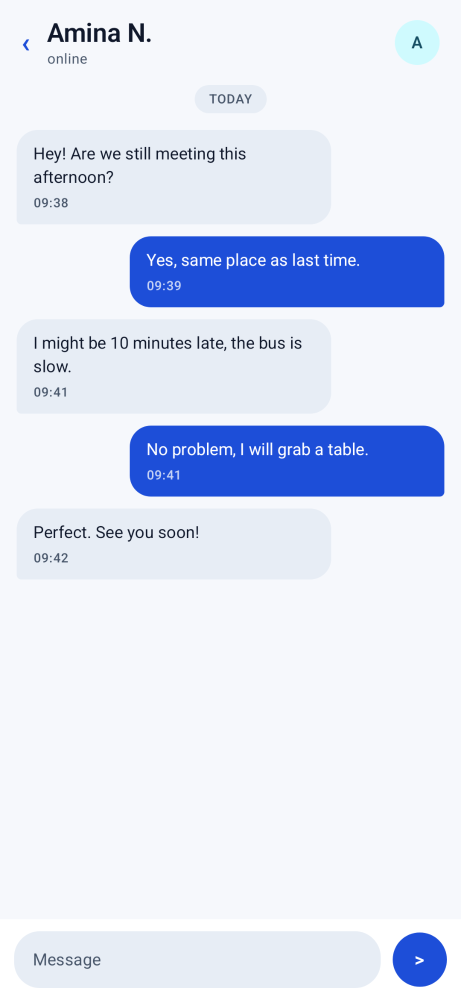 ‹
Amina N.
online
A
TODAY
Hey! Are we still meeting this
afternoon?
09:38
Yes, same place as last time.
09:39
I might be 10 minutes late, the bus is
slow.
09:41
No problem, I will grab a table.
09:41
Perfect. See you soon!
09:42
Message
>